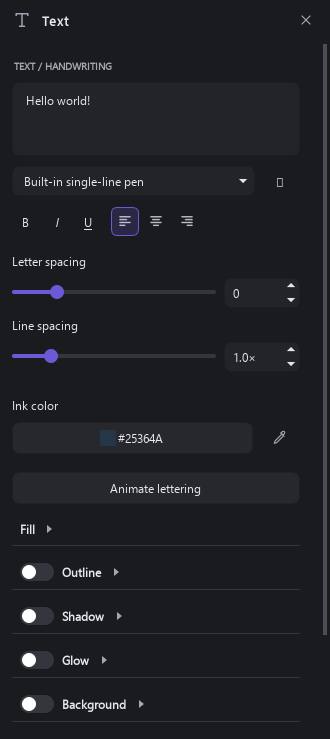 Text
TEXT / HANDWRITING
Hello world!
Built-in single-line pen
B I U
Letter spacing
0
Line spacing
1.0×
Ink color
#25364A
Animate lettering
Fill
Outline
Shadow
Glow
Background